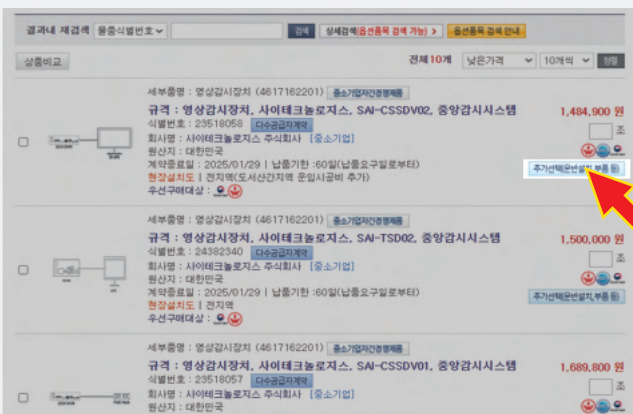 결과내 재검색 물품식별번호 검색 상세검색(옵션품목 검색 가능) > 옵션품목 검색 안내
상품비교 전체 10개 낮은가격 10개씩 정렬
세부품명 : 영상감시장치 (4617162201) 중소기업자간경쟁제품
규격 : 영상감시장치, 사이테크놀로지스, SAI-CSSDV02, 중앙감시시스템 1,484,900 원
식별번호 : 23518058 다수공급자계약 조
회사명 : 사이테크놀로지스 주식회사 [중소기업]
원산지 : 대한민국
계약종료일 : 2025/01/29 | 납품기한 :60일(납품요구일로부터) 추가선택(운반설치,부품 등)
현장설치도 | 전지역(도서산간지역 운임시공비 추가)
우선구매대상 :
세부품명 : 영상감시장치 (4617162201) 중소기업자간경쟁제품
규격 : 영상감시장치, 사이테크놀로지스, SAI-TSD02, 중앙감시시스템 1,500,000 원
식별번호 : 24382340 다수공급자계약 조
회사명 : 사이테크놀로지스 주식회사 [중소기업]
원산지 : 대한민국
계약종료일 : 2025/01/29 | 납품기한 :60일(납품요구일로부터) 추가선택(운반설치,부품 등)
현장설치도 | 전지역
우선구매대상 :
세부품명 : 영상감시장치 (4617162201) 중소기업자간경쟁제품
규격 : 영상감시장치, 사이테크놀로지스, SAI-CSSDV01, 중앙감시시스템 1,689,800 원
식별번호 : 23518057 다수공급자계약 조
회사명 : 사이테크놀로지스 주식회사 [중소기업]
원산지 : 대한민국